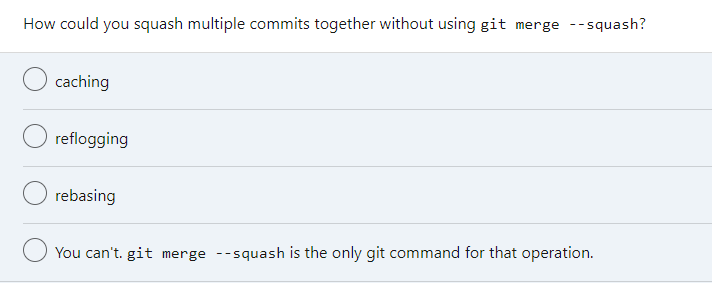 How could you squash multiple commits together without using git merge --squash?
caching
reflogging
rebasing
You can't. git merge --squash is the only git command for that operation.